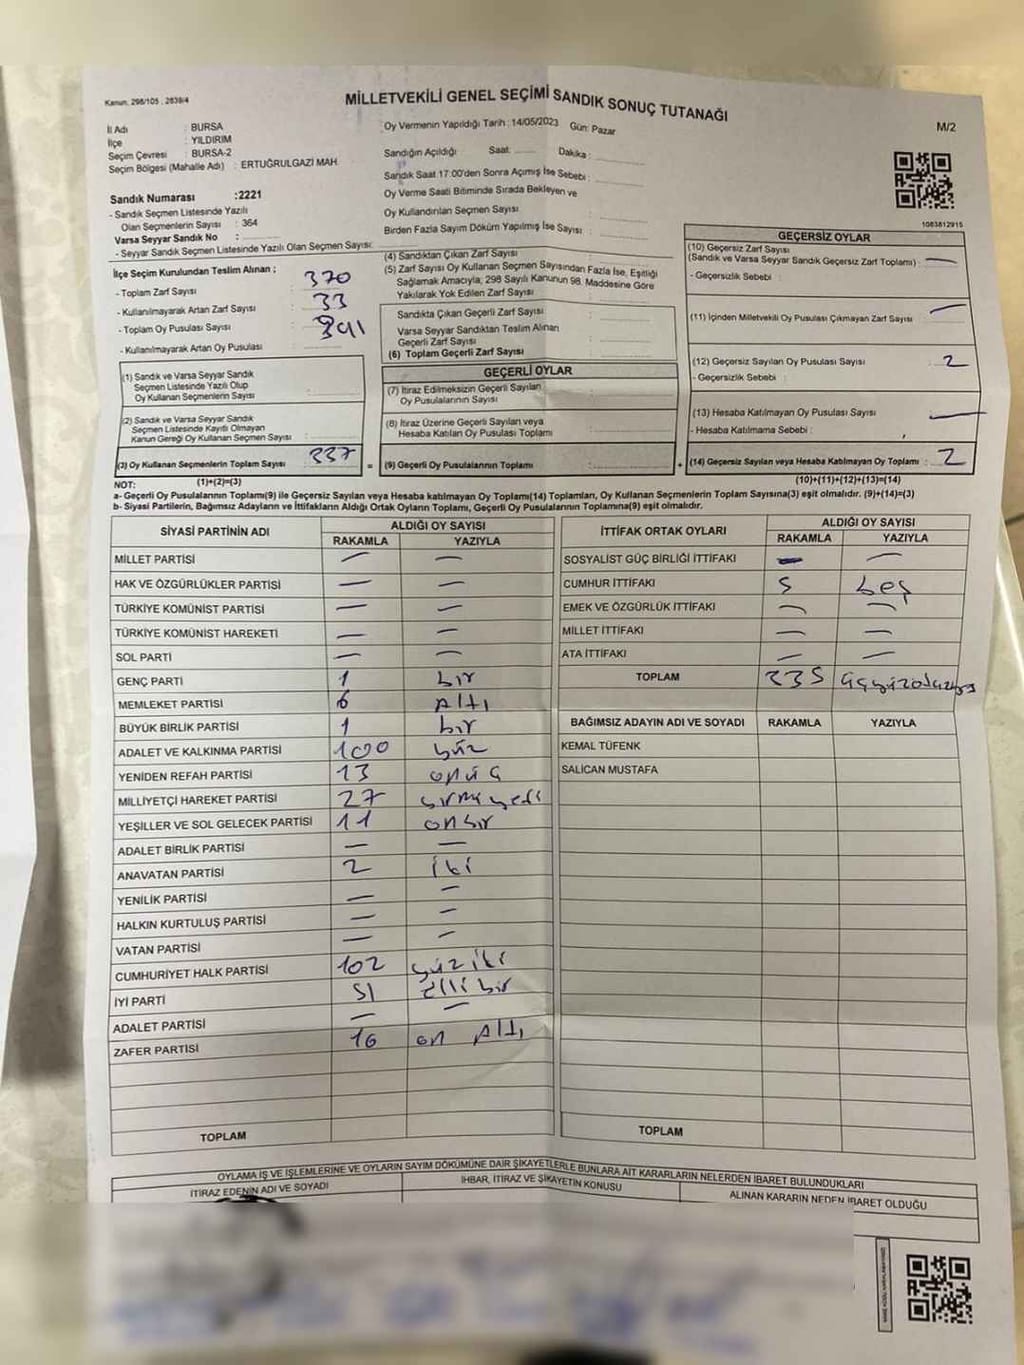 Kanun. 298/105 . 2839/4
MİLLETVEKİLİ GENEL SEÇİMİ SANDIK SONUÇ TUTANAĞI
M/2
İl Adı : BURSA
İlçe : YILDIRIM
Seçim Çevresi : BURSA-2
Seçim Bölgesi (Mahalle Adı) : ERTUĞRULGAZİ MAH.
Oy Vermenin Yapıldığı Tarih : 14/05/2023 Gün: Pazar
Sandığın Açıldığı Saat: Dakika :
Sandık Saat 17:00'den Sonra Açımış İse Sebebi :
Oy Verme Saati Bitiminde Sırada Bekleyen ve
Oy Kullandırılan Seçmen Sayısı :
Birden Fazla Sayım Döküm Yapılmış İse Sayısı :
Sandık Numarası :2221
- Sandık Seçmen Listesinde Yazılı
Olan Seçmenlerin Sayısı : 364
Varsa Seyyar Sandık No :
- Seyyar Sandık Seçmen Listesinde Yazılı Olan Seçmen Sayısı:
1083812915
İlçe Seçim Kurulundan Teslim Alınan ;
- Toplam Zarf Sayısı : 370
- Kullanılmayarak Artan Zarf Sayısı : 33
- Toplam Oy Pusulası Sayısı :
- Kullanılmayarak Artan Oy Pusulası :
(1) Sandık ve Varsa Seyyar Sandık
Seçmen Listesinde Yazılı Olup
Oy Kullanan Seçmenlerin Sayısı :
(2) Sandık ve Varsa Seyyar Sandık
Seçmen Listesinde Kayıtlı Olmayan
Kanun Gereği Oy Kullanan Seçmen Sayısı :
(3) Oy Kullanan Seçmenlerin Toplam Sayısı : 337 =
(4) Sandıktan Çıkan Zarf Sayısı :
(5) Zarf Sayısı Oy Kullanan Seçmen Sayısından Fazla İse, Eşitliği
Sağlamak Amacıyla; 298 Sayılı Kanunun 98. Maddesine Göre
Yakılarak Yok Edilen Zarf Sayısı :
Sandıkta Çıkan Geçerli Zarf Sayısı :
Varsa Seyyar Sandıktan Teslim Alınan
Geçerli Zarf Sayısı :
(6) Toplam Geçerli Zarf Sayısı :
GEÇERLİ OYLAR
(7) İtiraz Edilmeksizin Geçerli Sayılan
Oy Pusulalarının Sayısı :
(8) İtiraz Üzerine Geçerli Sayılan veya
Hesaba Katılan Oy Pusulası Toplamı :
(9) Geçerli Oy Pusulalarının Toplamı : +
GEÇERSİZ OYLAR
(10) Geçersiz Zarf Sayısı
(Sandık ve Varsa Seyyar Sandık Geçersiz Zarf Toplamı) : —
- Geçersizlik Sebebi :
(11) İçinden Milletvekili Oy Pusulası Çıkmayan Zarf Sayısı : —
(12) Geçersiz Sayılan Oy Pusulası Sayısı : 2
- Geçersizlik Sebebi :
(13) Hesaba Katılmayan Oy Pusulası Sayısı : —
- Hesaba Katılmama Sebebi :
(14) Geçersiz Sayılan veya Hesaba Katılmayan Oy Toplamı : 2
NOT: (1)+(2)=(3) (10)+(11)+(12)+(13)=(14)
a- Geçerli Oy Pusulalarının Toplamı(9) ile Geçersiz Sayılan veya Hesaba katılmayan Oy Toplamı(14) Toplamları, Oy Kullanan Seçmenlerin Toplam Sayısına(3) eşit olmalıdır. (9)+(14)=(3)
b- Siyasi Partilerin, Bağımsız Adayların ve İttifakların Aldığı Ortak Oyların Toplamı, Geçerli Oy Pusulalarının Toplamına(9) eşit olmalıdır.
SİYASİ PARTİNİN ADI ALDIĞI OY SAYISI
RAKAMLA YAZIYLA
MİLLET PARTİSİ — —
HAK VE ÖZGÜRLÜKLER PARTİSİ — —
TÜRKİYE KOMÜNİST PARTİSİ — —
TÜRKİYE KOMÜNİST HAREKETİ — —
SOL PARTİ — —
GENÇ PARTİ 1 bir
MEMLEKET PARTİSİ 6 Altı
BÜYÜK BİRLİK PARTİSİ 1 bir
ADALET VE KALKINMA PARTİSİ 100 yüz
YENİDEN REFAH PARTİSİ 13 onüç
MİLLİYETÇİ HAREKET PARTİSİ 27 yirmiyedi
YEŞİLLER VE SOL GELECEK PARTİSİ 11 onbir
ADALET BİRLİK PARTİSİ — —
ANAVATAN PARTİSİ 2 iki
YENİLİK PARTİSİ — —
HALKIN KURTULUŞ PARTİSİ — —
VATAN PARTİSİ — —
CUMHURİYET HALK PARTİSİ 102 yüziki
İYİ PARTİ 51 elli bir
ADALET PARTİSİ — —
ZAFER PARTİSİ 16 on Altı
TOPLAM
İTTİFAK ORTAK OYLARI ALDIĞI OY SAYISI
RAKAMLA YAZIYLA
SOSYALİST GÜÇ BİRLİĞİ İTTİFAKI — —
CUMHUR İTTİFAKI 5 beş
EMEK VE ÖZGÜRLÜK İTTİFAKI — —
MİLLET İTTİFAKI — —
ATA İTTİFAKI — —
TOPLAM 335
BAĞIMSIZ ADAYIN ADI VE SOYADI RAKAMLA YAZIYLA
KEMAL TÜFENK
SALİCAN MUSTAFA
TOPLAM
OYLAMA İŞ VE İŞLEMLERİNE VE OYLARIN SAYIM DÖKÜMÜNE DAİR ŞİKAYETLERLE BUNLARA AİT KARARLARIN NELERDEN İBARET BULUNDUKLARI
İTİRAZ EDENİN ADI VE SOYADI İHBAR, İTİRAZ VE ŞİKAYETİN KONUSU ALINAN KARARIN NEDEN İBARET OLDUĞU